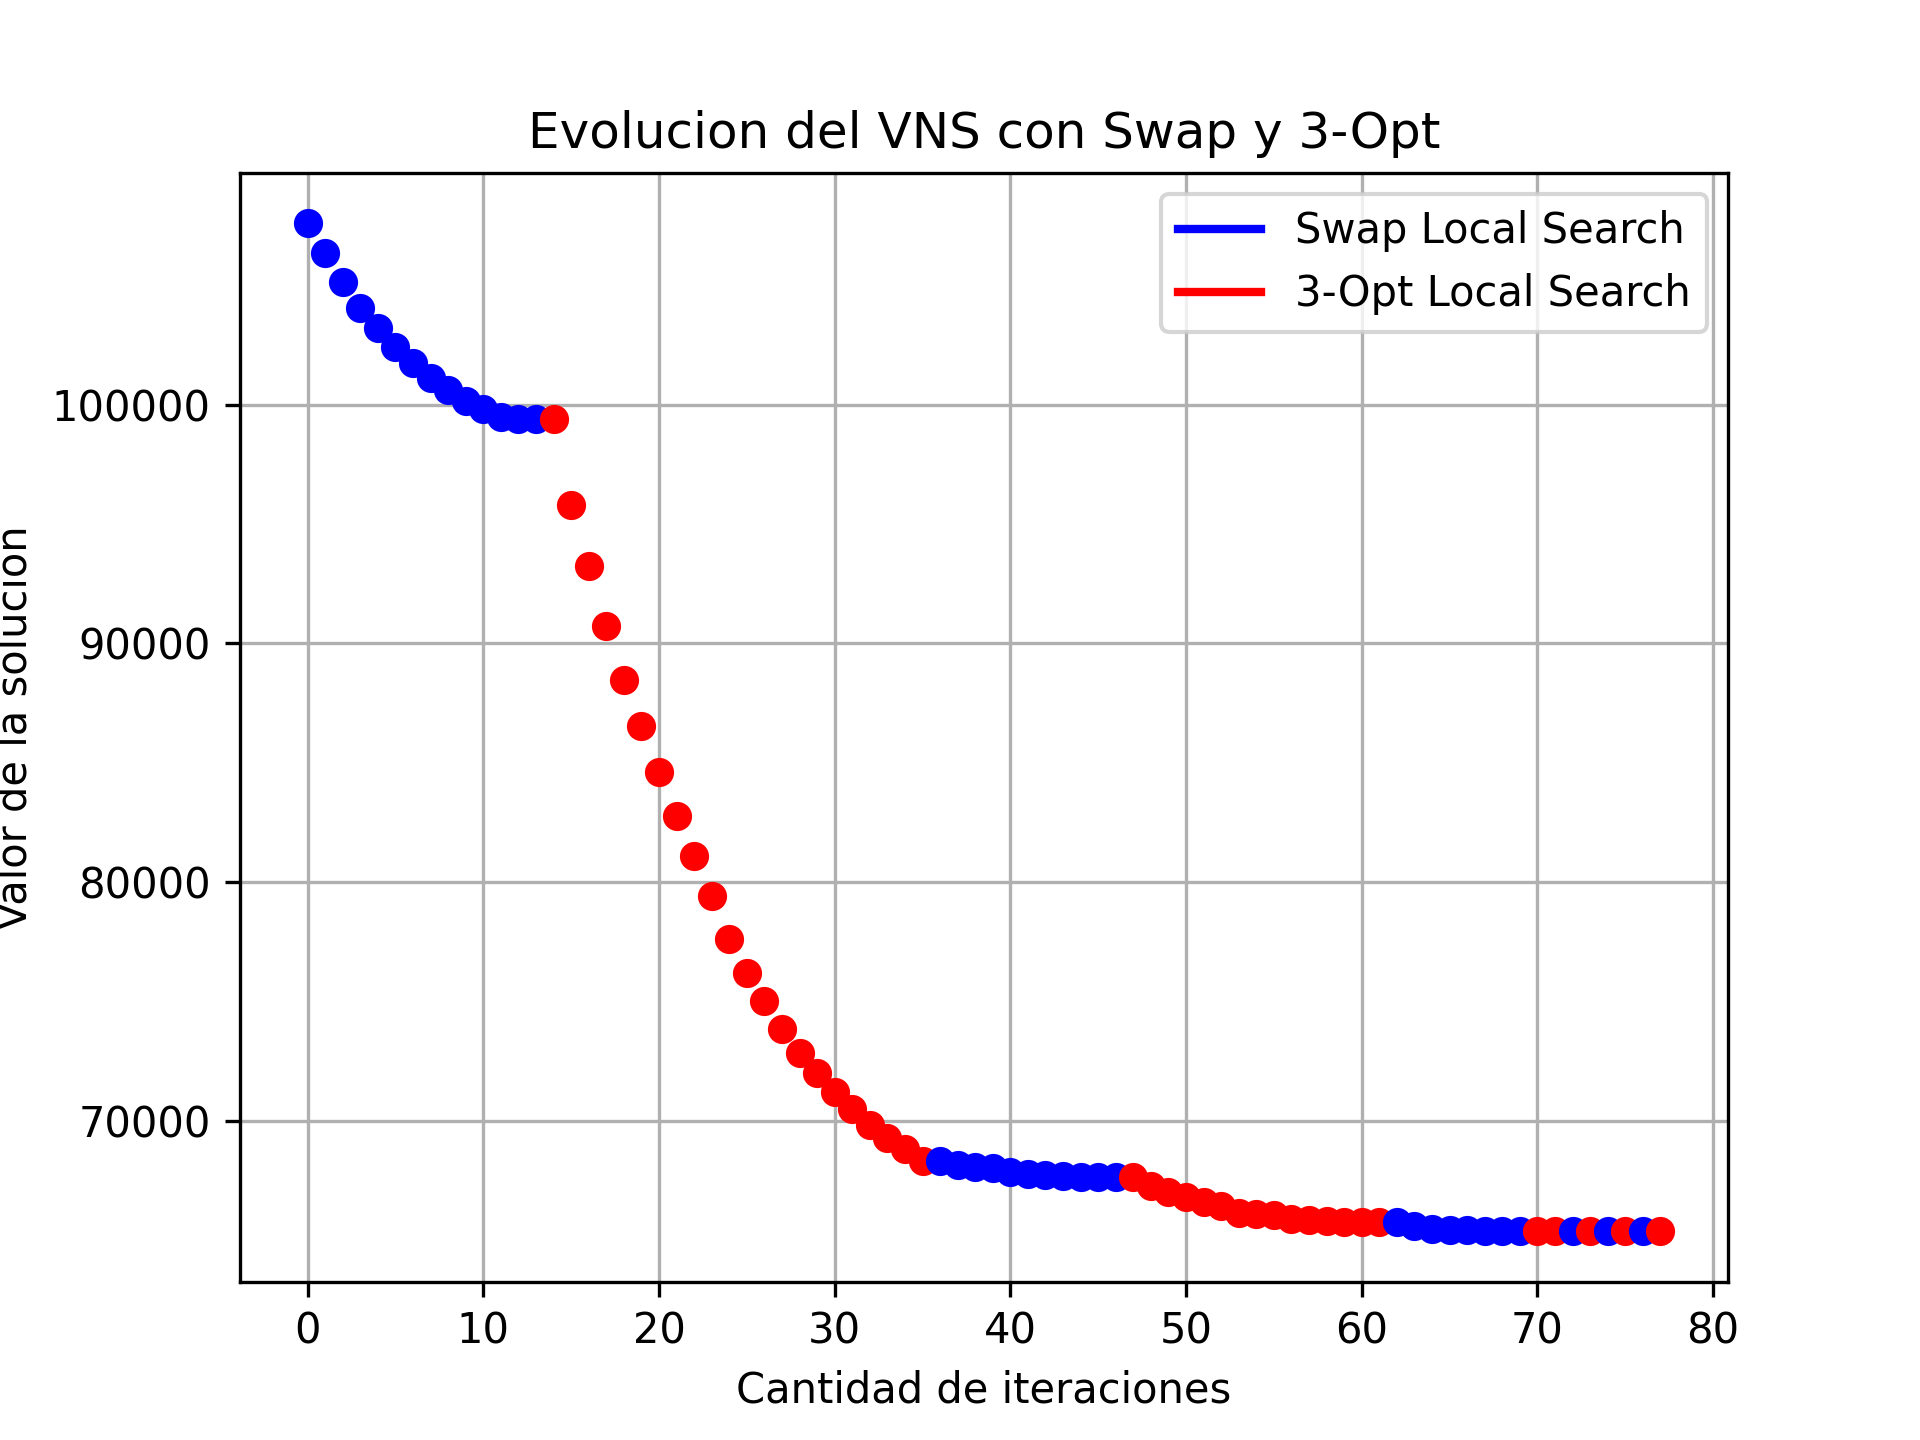 Evolucion del VNS con Swap y 3-Opt
Swap Local Search
3-Opt Local Search
Valor de la solucion
100000
90000
80000
70000
0 10 20 30 40 50 60 70 80
Cantidad de iteraciones